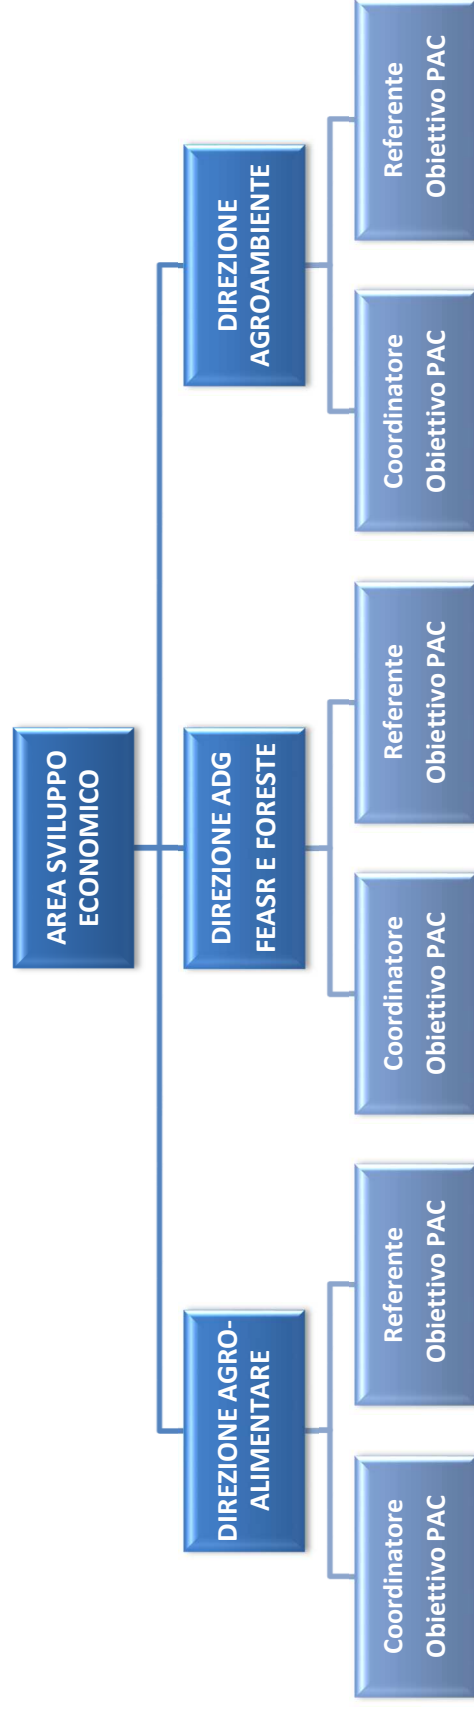 AREA SVILUPPO
ECONOMICO
DIREZIONE AGRO-
ALIMENTARE
DIREZIONE ADG
FEASR E FORESTE
DIREZIONE
AGROAMBIENTE
Coordinatore
Obiettivo PAC
Referente
Obiettivo PAC
Coordinatore
Obiettivo PAC
Referente
Obiettivo PAC
Coordinatore
Obiettivo PAC
Referente
Obiettivo PAC